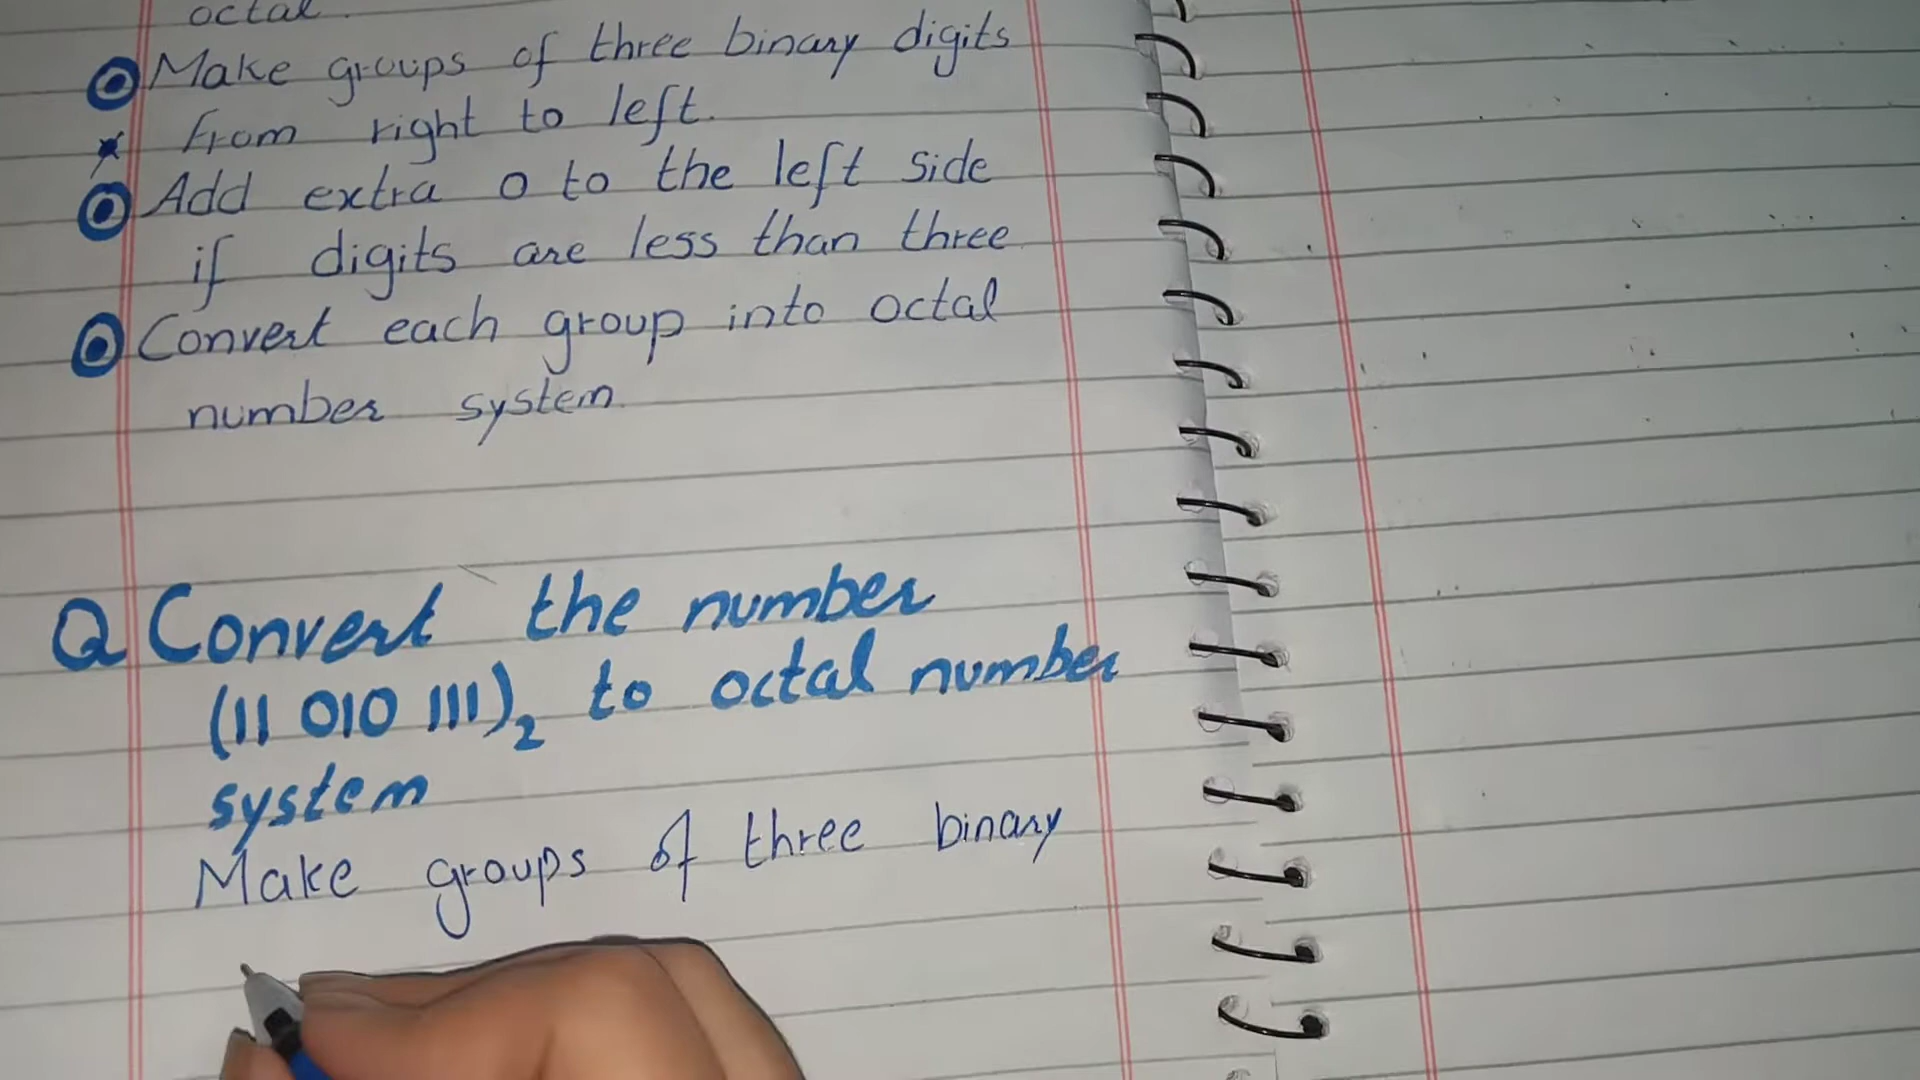 octal.
Make groups of three binary digits
from right to left.
Add extra 0 to the left side
if digits are less than three
Convert each group into octal
number system
Q Convert the number
(11 010 111)₂ to octal number
system
Make groups of three binary